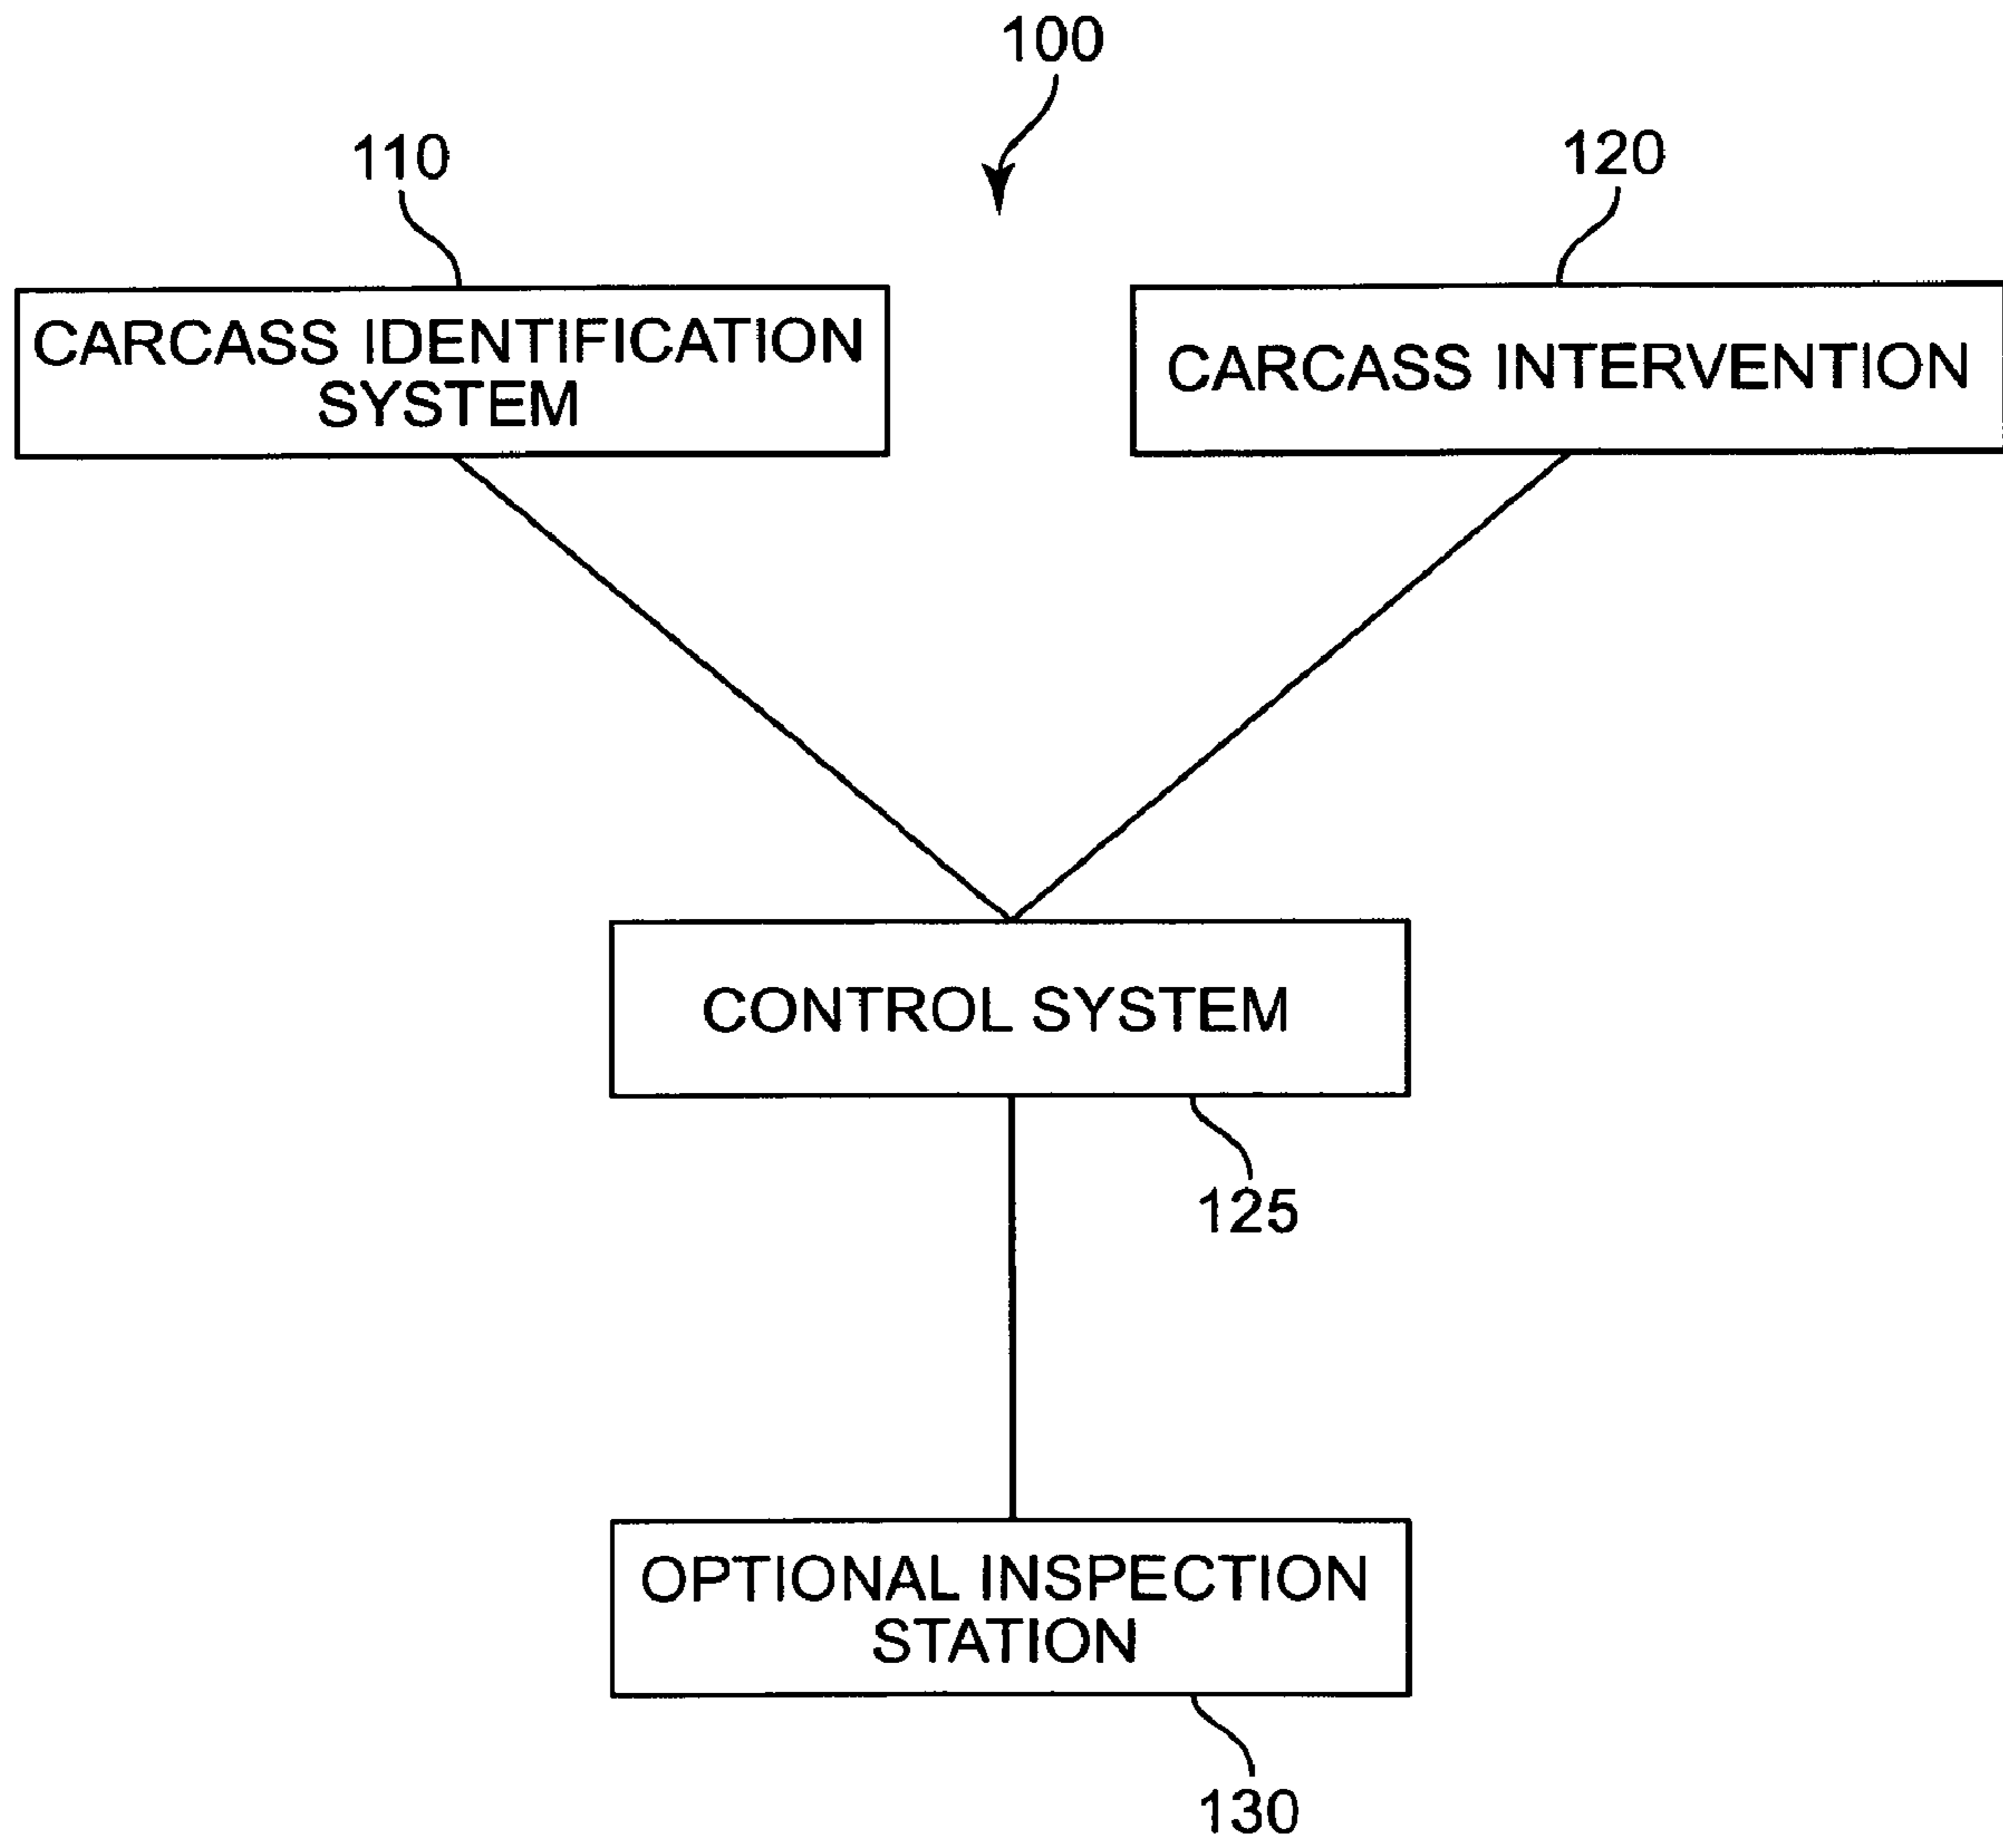 100
110
120
CARCASS IDENTIFICATION
SYSTEM
CARCASS INTERVENTION
CONTROL SYSTEM
125
OPTIONAL INSPECTION
STATION
130